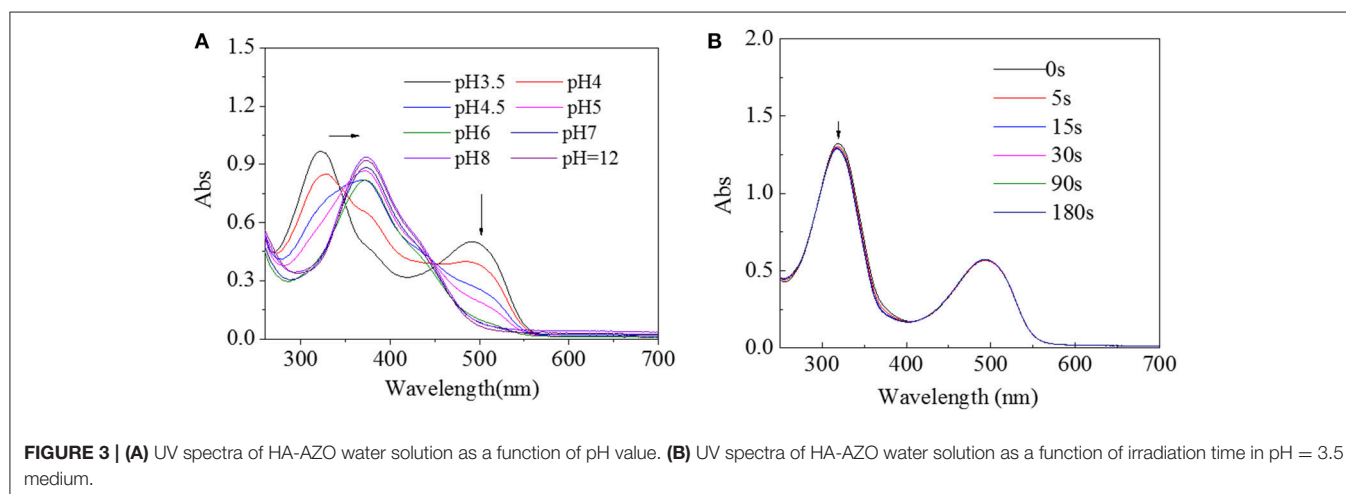 A
1.5
1.2
0.9
0.6
0.3
0.0
Abs
pH3.5 pH4
pH4.5 pH5
pH6 pH7
pH8 pH=12
300 400 500 600 700
Wavelength(nm)
B
2.0
1.5
1.0
0.5
0.0
Abs
0s
5s
15s
30s
90s
180s
300 400 500 600 700
Wavelength (nm)
FIGURE 3 | (A) UV spectra of HA-AZO water solution as a function of pH value. (B) UV spectra of HA-AZO water solution as a function of irradiation time in pH = 3.5
medium.